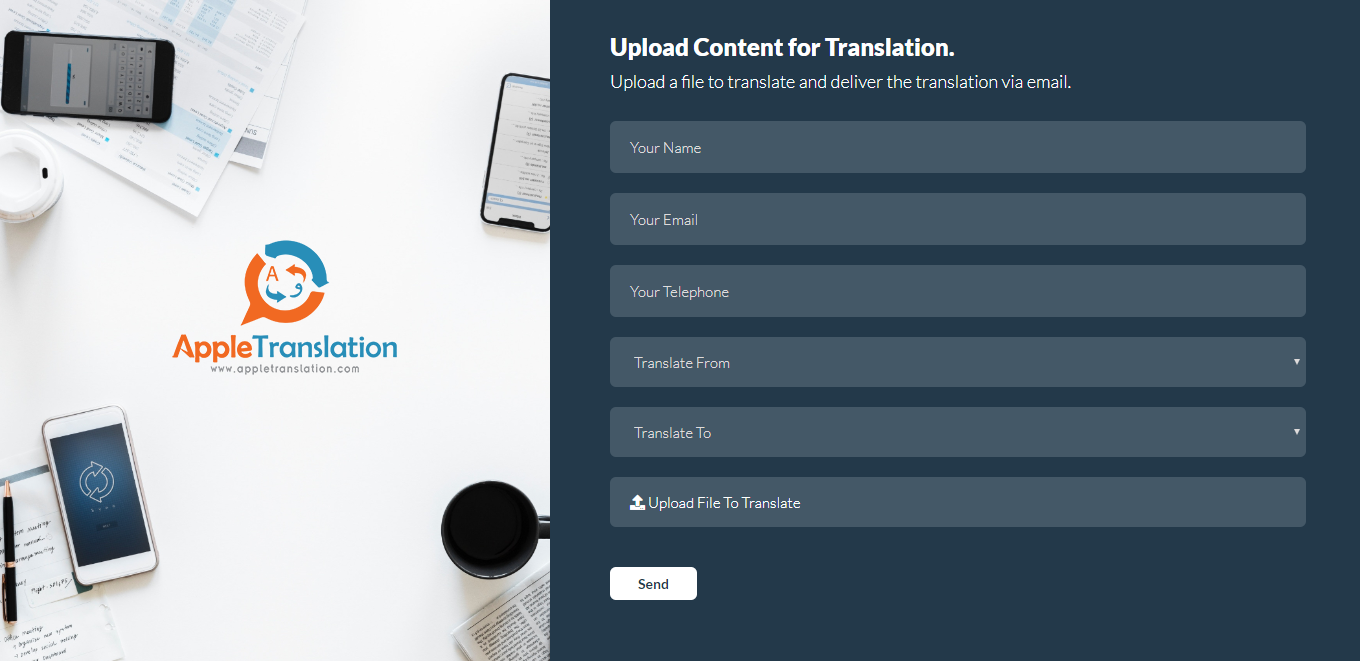 AppleTranslation
www.appletranslation.com
Upload Content for Translation.
Upload a file to translate and deliver the translation via email.
Your Name
Your Email
Your Telephone
Translate From
Translate To
Upload File To Translate
Send